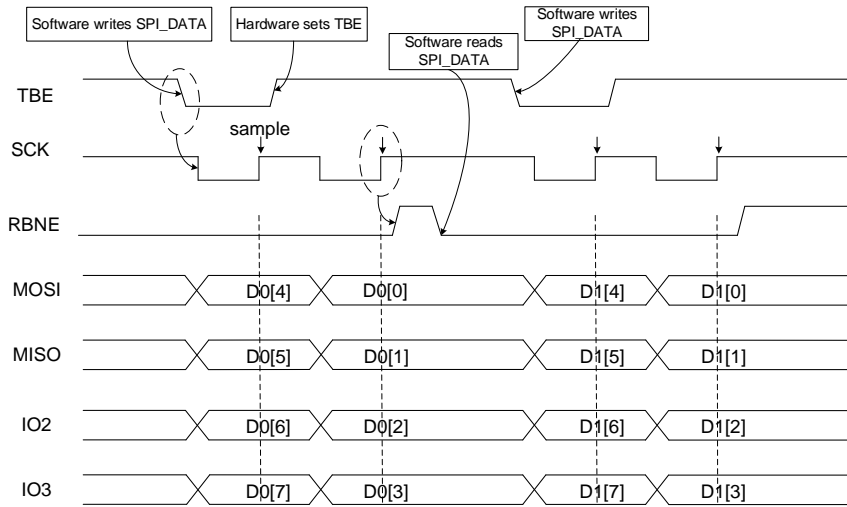 Software writes SPI_DATA
Hardware sets TBE
Software reads
SPI_DATA
Software writes
SPI_DATA
TBE
sample
SCK
RBNE
MOSI
D0[4]
D0[0]
D1[4]
D1[0]
MISO
D0[5]
D0[1]
D1[5]
D1[1]
IO2
D0[6]
D0[2]
D1[6]
D1[2]
IO3
D0[7]
D0[3]
D1[7]
D1[3]